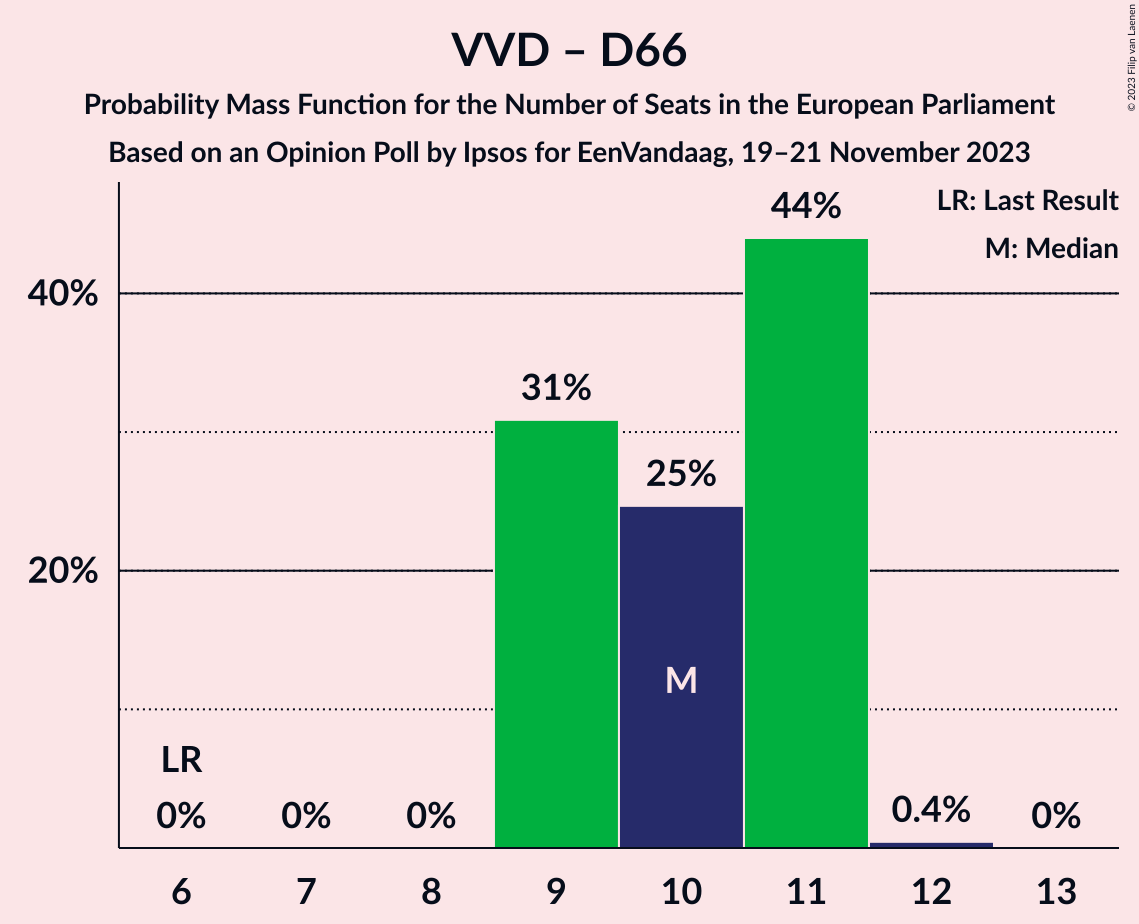 VVD – D66
Probability Mass Function for the Number of Seats in the European Parliament
Based on an Opinion Poll by Ipsos for EenVandaag, 19–21 November 2023
© 2023 Filip van Laenen
LR: Last Result
M: Median
44%
40%
31%
25%
20%
M
LR
0%
0%
0%
0.4%
0%
6
7
8
9
10
11
12
13